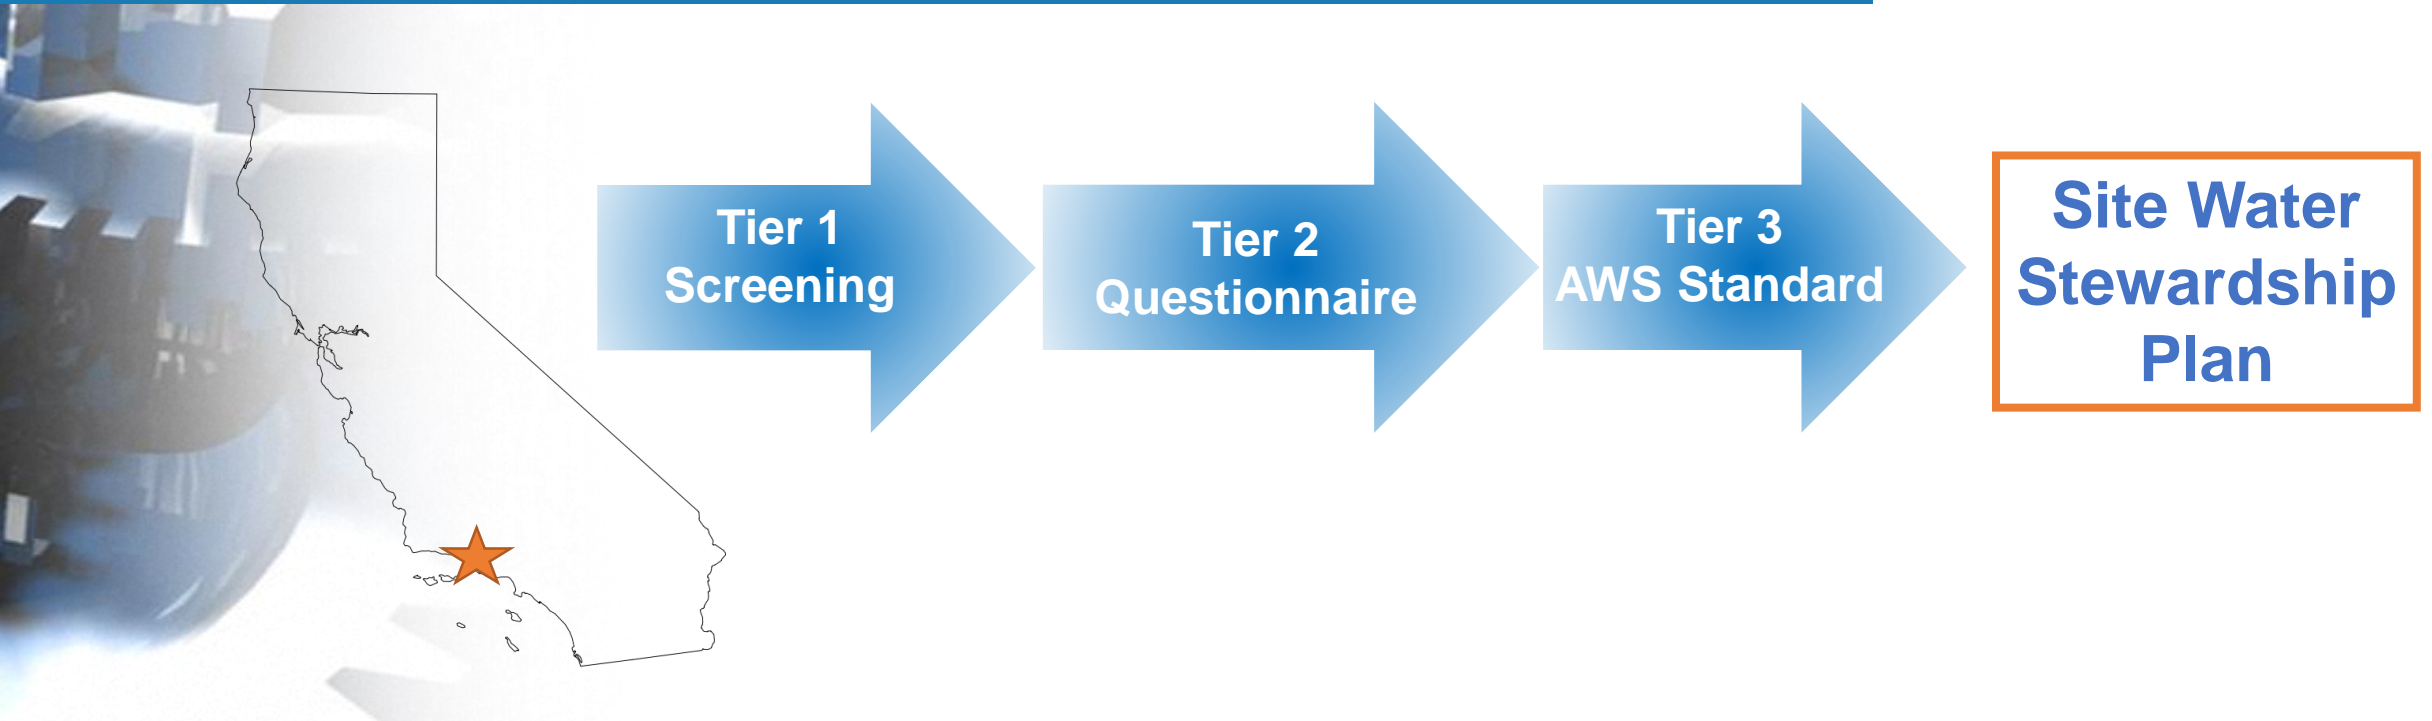 Tier 1
Screening
Tier 2
Questionnaire
Tier 3
AWS Standard
Site Water
Stewardship
Plan